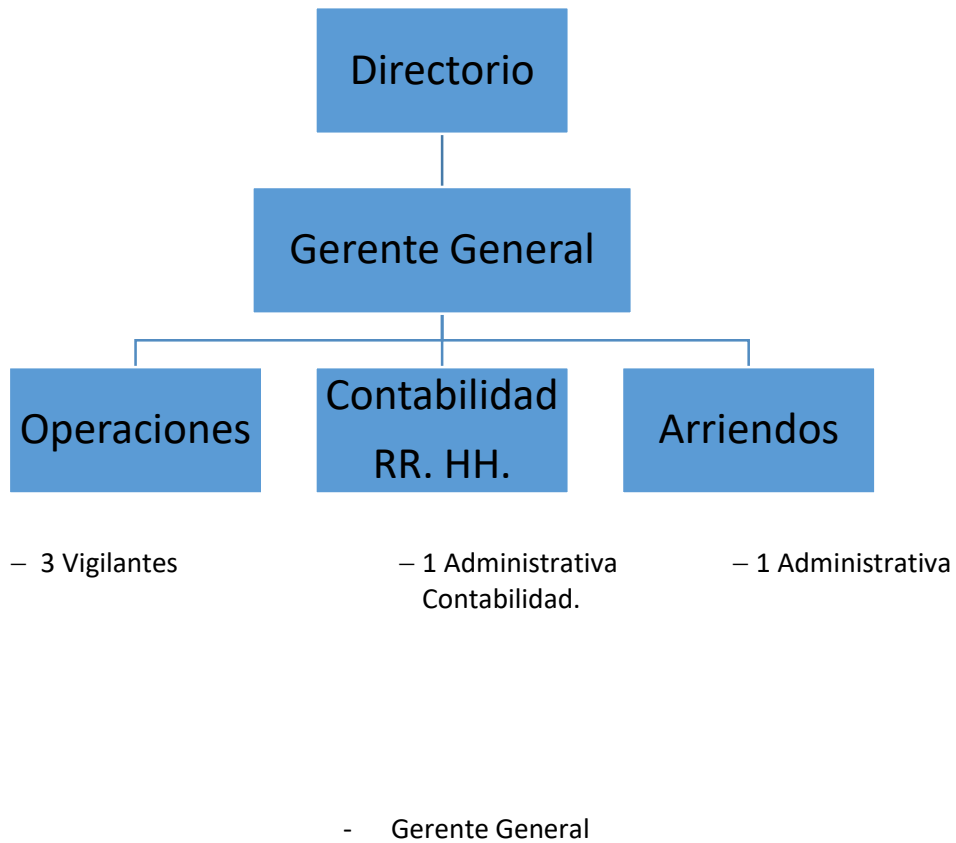 Directorio
Gerente General
Operaciones
Contabilidad
RR. HH.
Arriendos
– 3 Vigilantes
– 1 Administrativa
Contabilidad.
– 1 Administrativa
- Gerente General